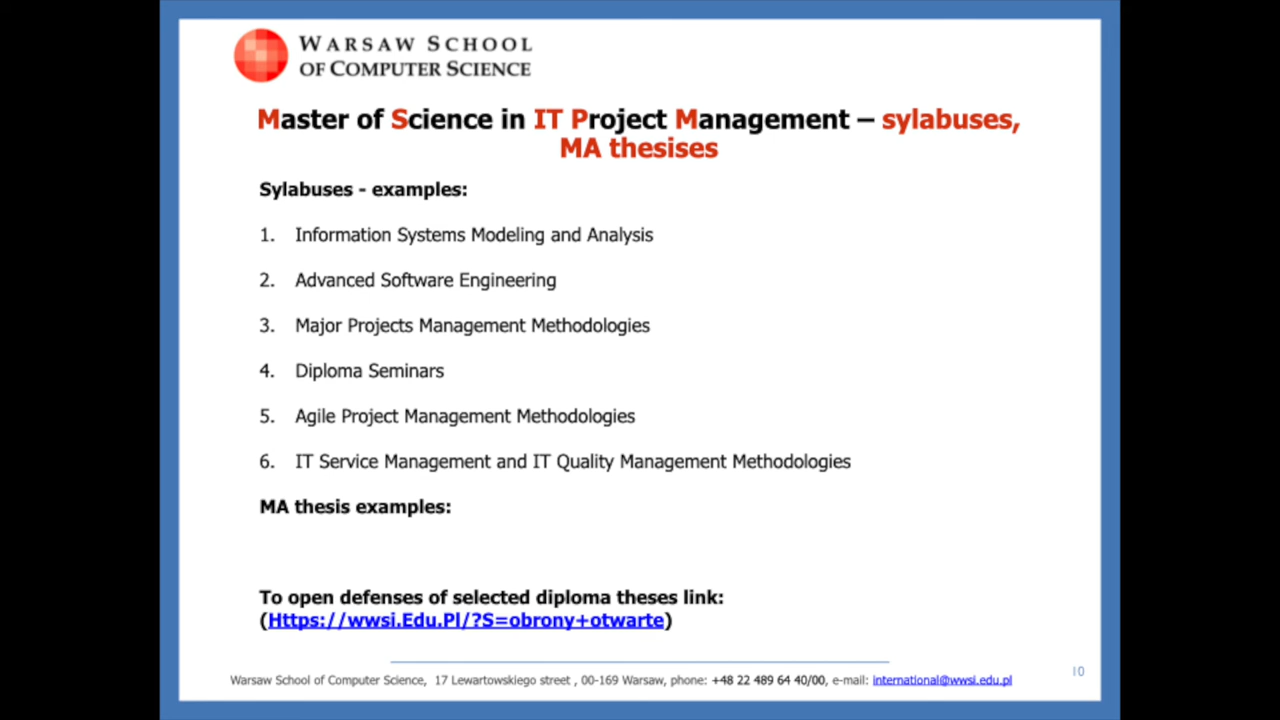 WARSAW SCHOOL
OF COMPUTER SCIENCE
Master of Science in IT Project Management – sylabuses,
MA thesises
Sylabuses - examples:
1. Information Systems Modeling and Analysis
2. Advanced Software Engineering
3. Major Projects Management Methodologies
4. Diploma Seminars
5. Agile Project Management Methodologies
6. IT Service Management and IT Quality Management Methodologies
MA thesis examples:
To open defenses of selected diploma theses link:
(Https://wwsi.Edu.Pl/?S=obrony+otwarte)
10
Warsaw School of Computer Science, 17 Lewartowskiego street , 00-169 Warsaw, phone: +48 22 489 64 40/00, e-mail: international@wwsi.edu.pl